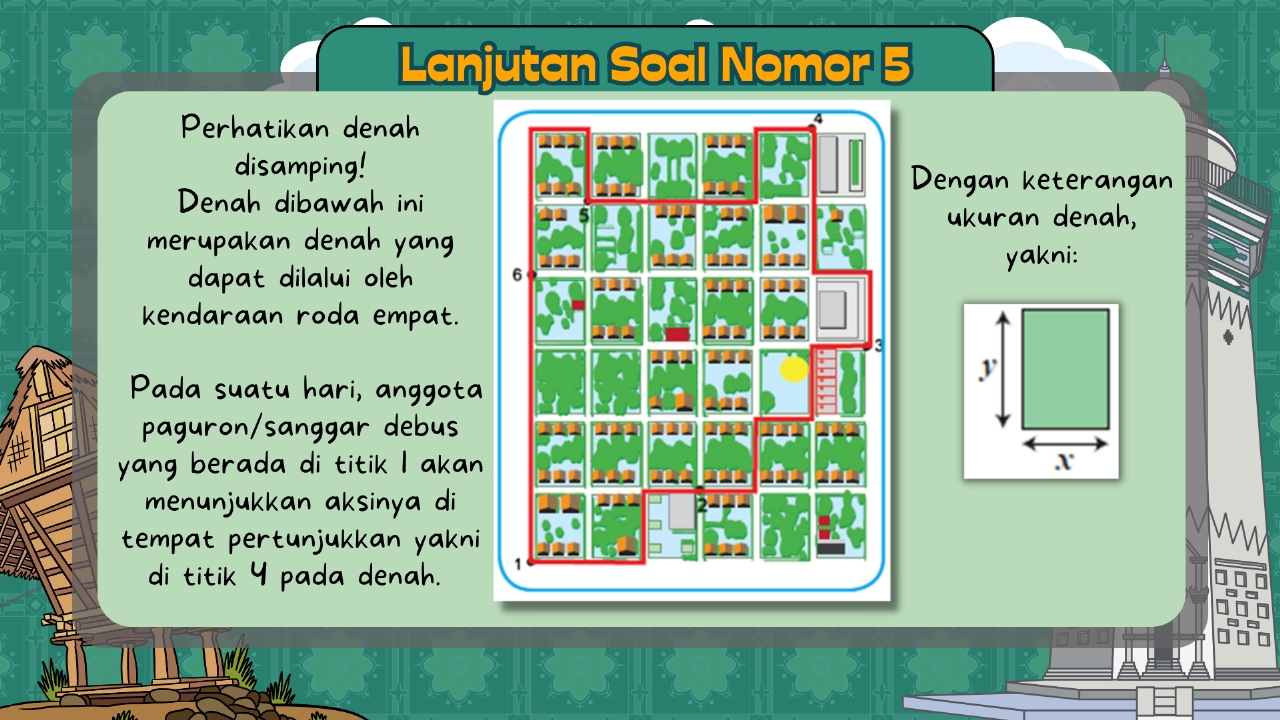 Lanjutan Soal Nomor 5
Perhatikan denah
disamping!
Denah dibawah ini
merupakan denah yang
dapat dilalui oleh
kendaraan roda empat.
Pada suatu hari, anggota
paguron/sanggar debus
yang berada di titik 1 akan
menunjukkan aksinya di
tempat pertunjukkan yakni
di titik 4 pada denah.
4
5
6
3
2
1
Dengan keterangan
ukuran denah,
yakni:
y
x